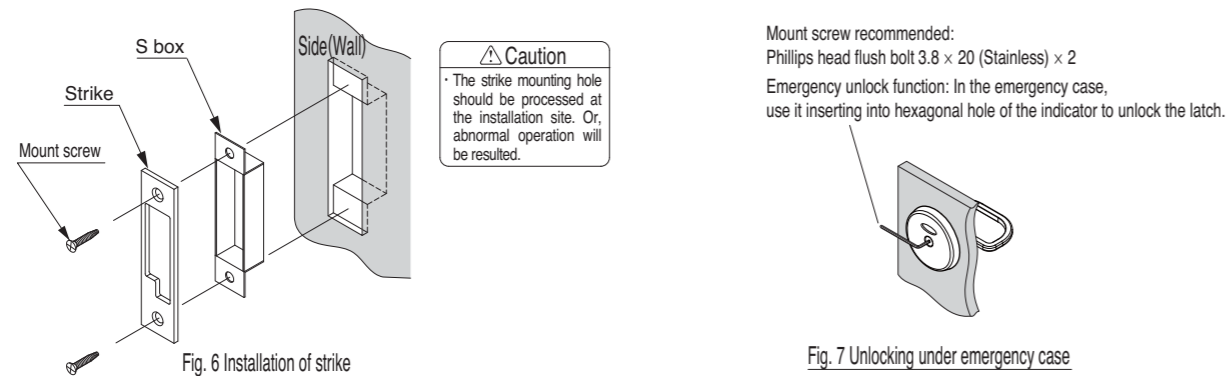 S box
Strike
Mount screw
Side(Wall)
Caution
· The strike mounting hole
should be processed at
the installation site. Or,
abnormal operation will
be resulted.
Fig. 6 Installation of strike
Mount screw recommended:
Phillips head flush bolt 3.8 × 20 (Stainless) × 2
Emergency unlock function: In the emergency case,
use it inserting into hexagonal hole of the indicator to unlock the latch.
Fig. 7 Unlocking under emergency case